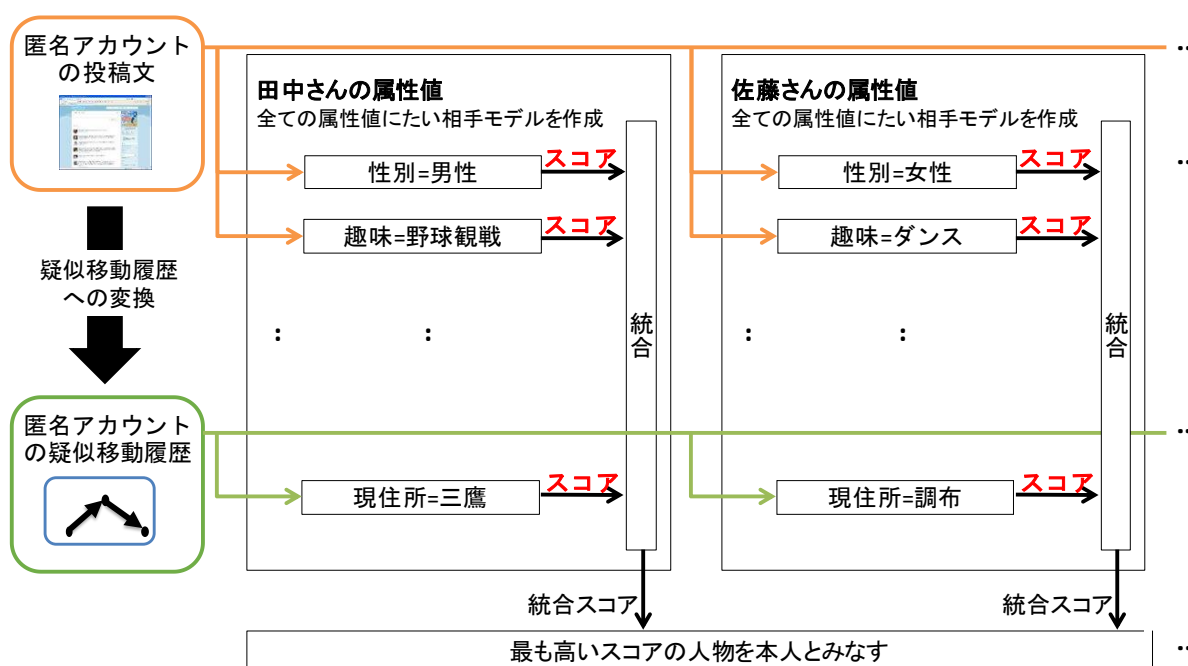 匿名アカウント
の投稿文
疑似移動履歴
への変換
匿名アカウント
の疑似移動履歴
田中さんの属性値
全ての属性値にたい相手モデルを作成
性別=男性
スコア
趣味=野球観戦
スコア
:
:
統合
現住所=三鷹
スコア
統合スコア
佐藤さんの属性値
全ての属性値にたい相手モデルを作成
性別=女性
スコア
趣味=ダンス
スコア
:
:
統合
現住所=調布
スコア
統合スコア
最も高いスコアの人物を本人とみなす